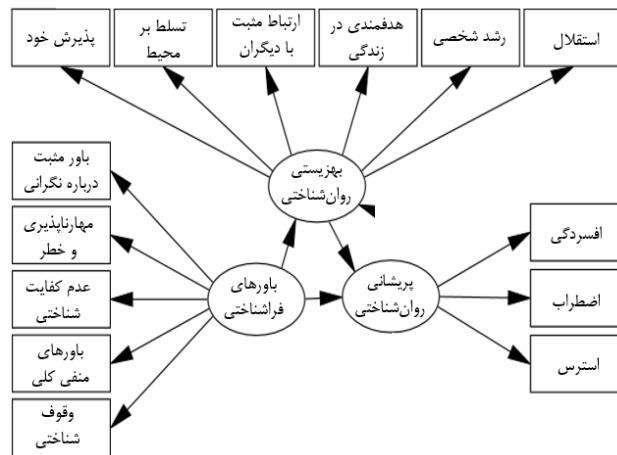 استقلال
رشد شخصی
هدفمندی در
زندگی
ارتباط مثبت
با دیگران
تسلط بر
محیط
پذیرش خود
بهزیستی
روان‌شناختی
باور مثبت
درباره نگرانی
مهارناپذیری
و خطر
عدم کفایت
شناختی
باورهای
منفی کلی
وقوف
شناختی
باورهای
فراشناختی
پریشانی
روان‌شناختی
افسردگی
اضطراب
استرس